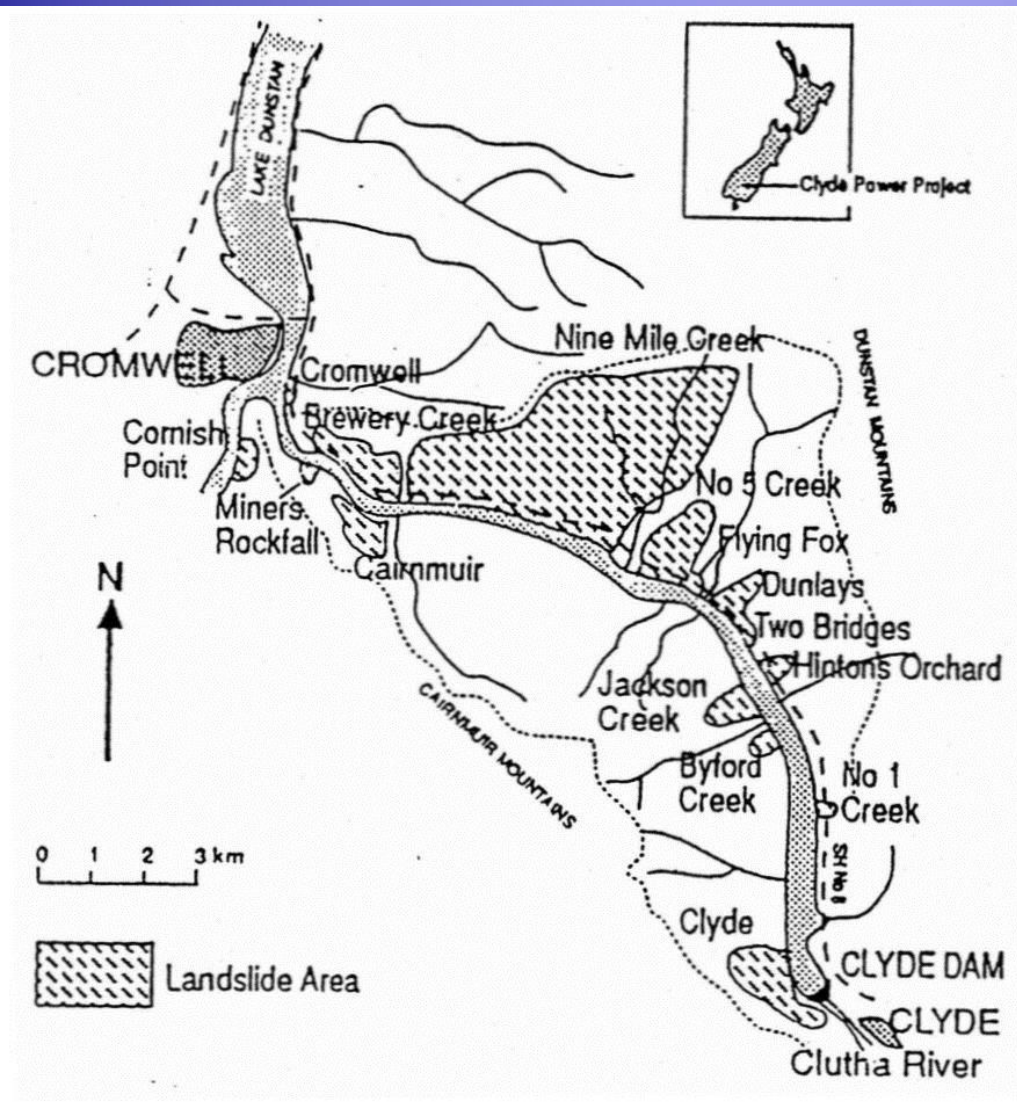 LAKE DUNSTAN
Clyde Power Project
CROMWELL
Cromwell
Nine Mile Creek
DUNSTAN MOUNTAINS
Brewery Creek
Cornish
Point
Miners
Rockfall
Cairnmuir
No 5 Creek
Flying Fox
Dunlays
Two Bridges
Hintons Orchard
N
Jackson
Creek
CAIRNMUIR MOUNTAINS
Byford
Creek
No 1
Creek
SH No 8
0 1 2 3 km
Clyde
Landslide Area
CLYDE DAM
CLYDE
Clutha River